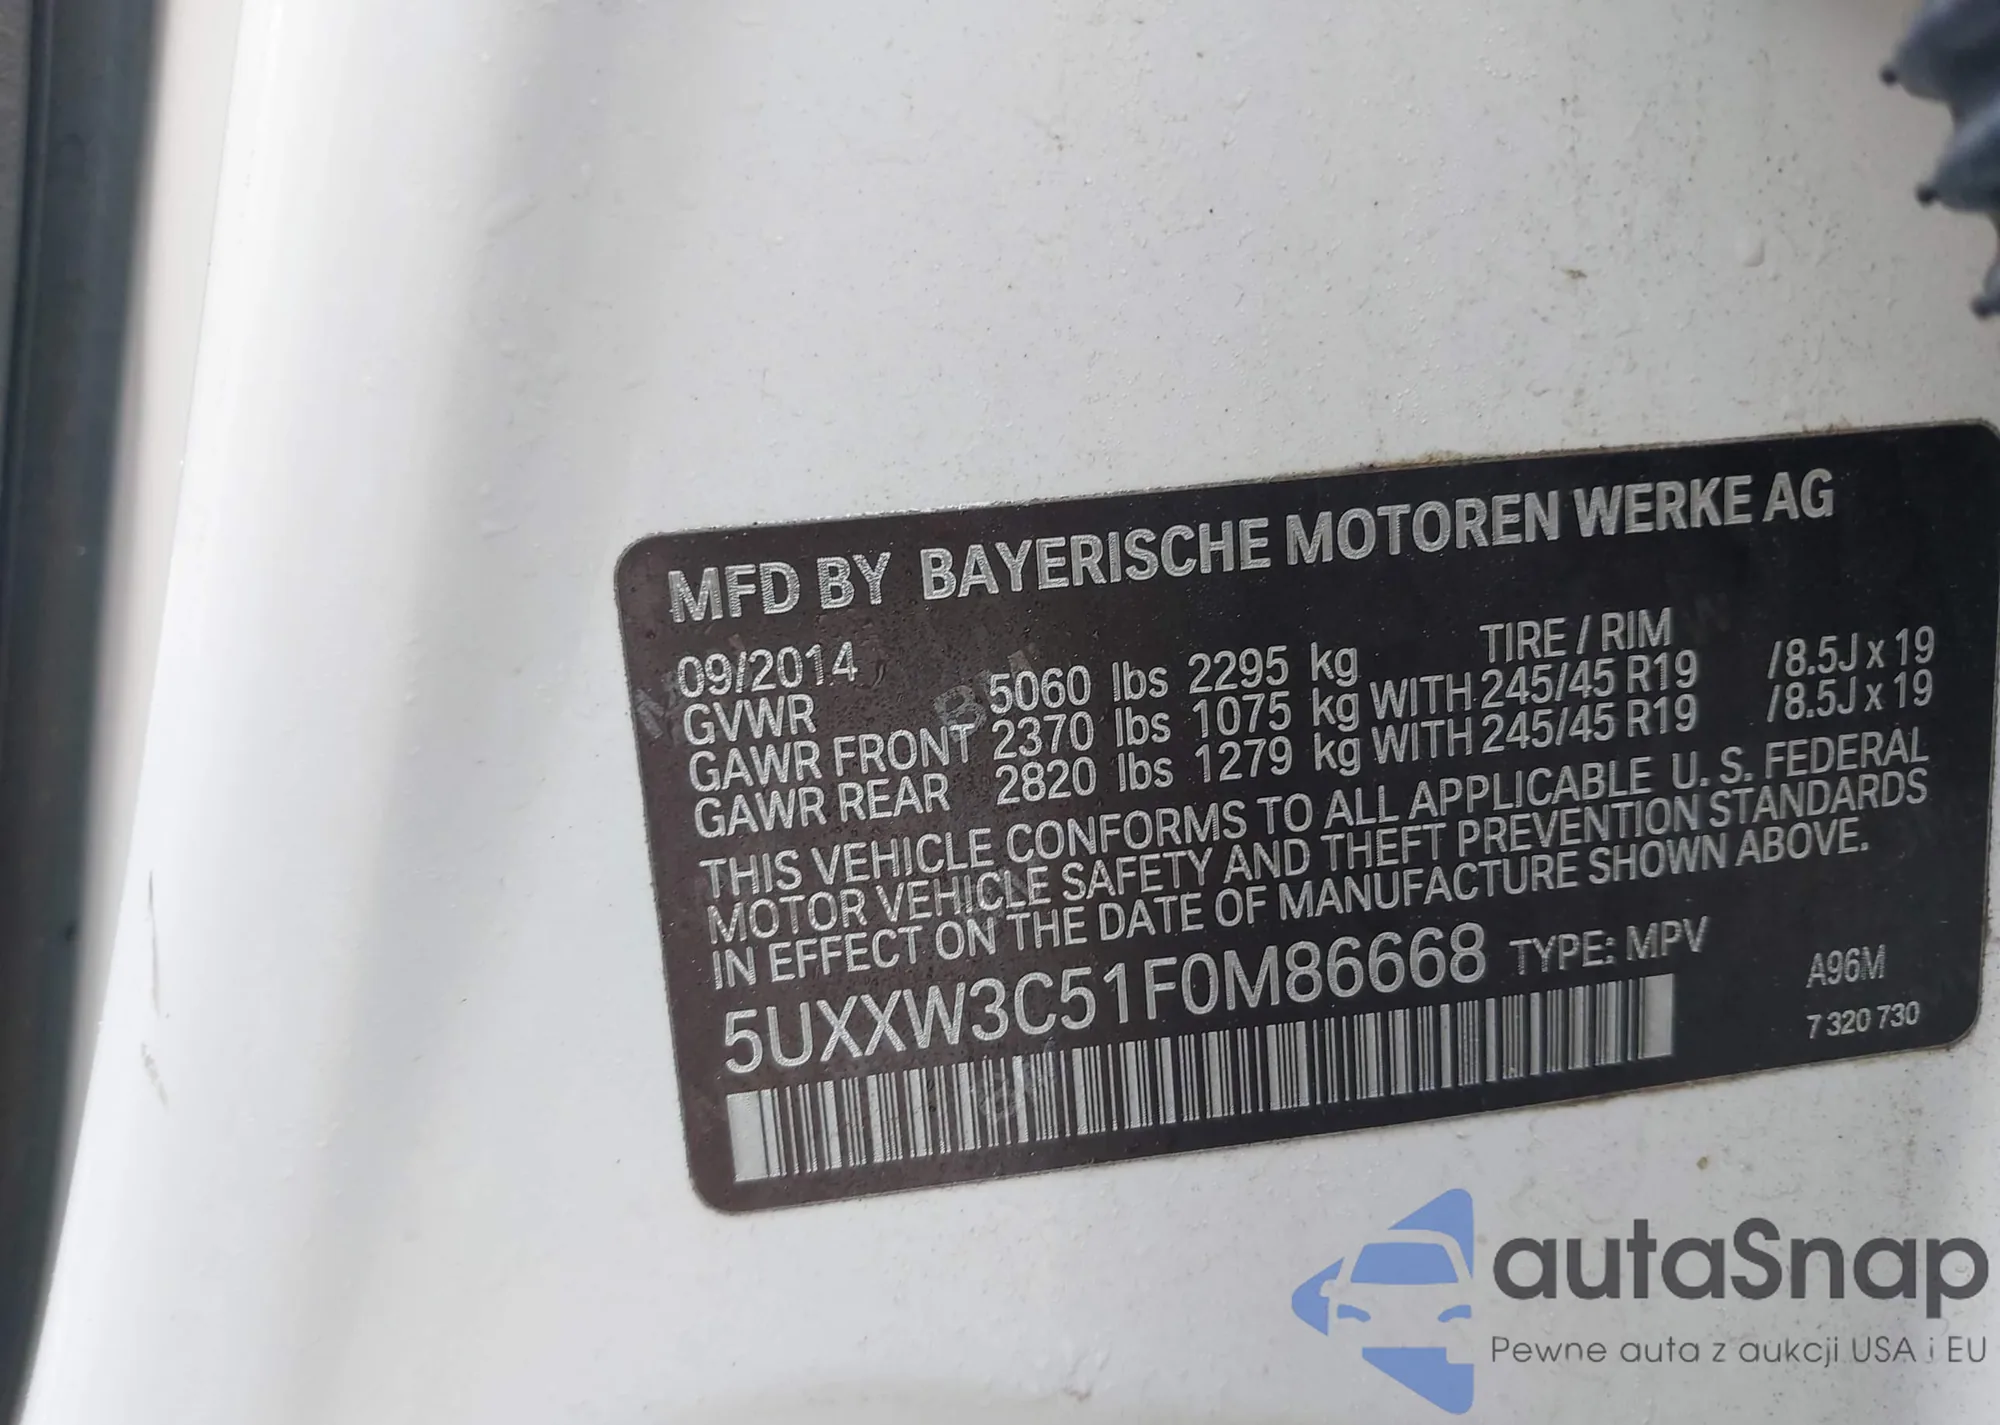 MFD BY BAYERISCHE MOTOREN WERKE AG
09/2014 TIRE / RIM
GVWR 5060 lbs 2295 kg
GAWR FRONT 2370 lbs 1075 kg WITH 245/45 R19 /8.5J x 19
GAWR REAR 2820 lbs 1279 kg WITH 245/45 R19 /8.5J x 19
THIS VEHICLE CONFORMS TO ALL APPLICABLE U. S. FEDERAL
MOTOR VEHICLE SAFETY AND THEFT PREVENTION STANDARDS
IN EFFECT ON THE DATE OF MANUFACTURE SHOWN ABOVE.
5UXXW3C51F0M86668 TYPE: MPV A96M
7 320 730
autaSnap
Pewne auta z aukcji USA i EU